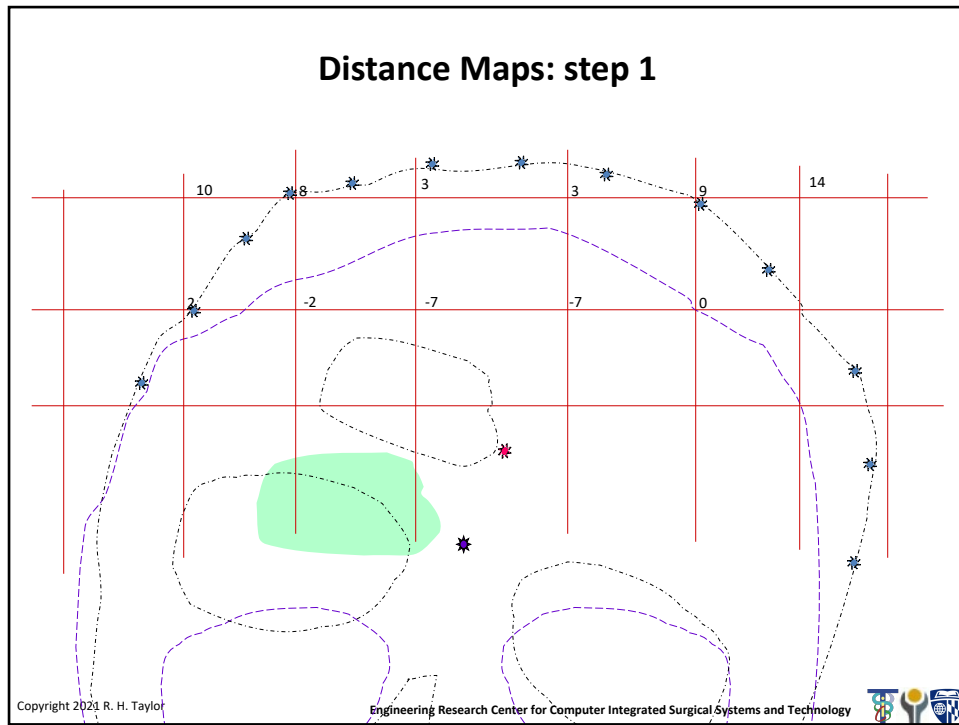 Distance Maps: step 1
10 8 3 3 9 14
2 -2 -7 -7 0
Copyright 2021 R. H. Taylor
Engineering Research Center for Computer Integrated Surgical Systems and Technology